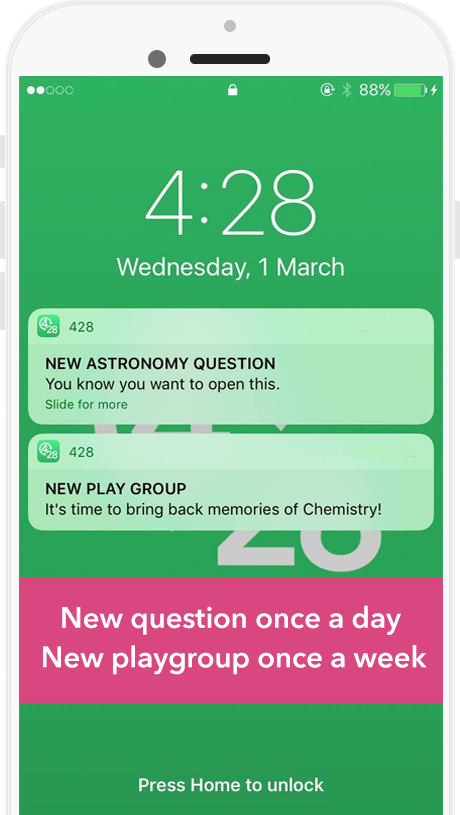 88%
4:28
Wednesday, 1 March
428
NEW ASTRONOMY QUESTION
You know you want to open this.
Slide for more
428
NEW PLAY GROUP
It's time to bring back memories of Chemistry!
28
New question once a day
New playgroup once a week
Press Home to unlock